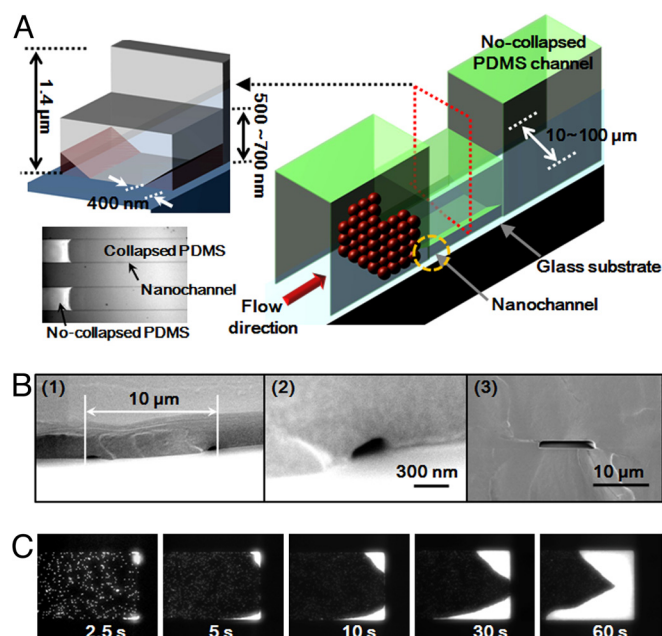 A
1.4 μm
500 ~700 nm
400 nm
Collapsed PDMS
Nanochannel
No-collapsed PDMS
No-collapsed
PDMS channel
10~100 μm
Glass substrate
Nanochannel
Flow
direction
B
(1)
10 μm
(2)
300 nm
(3)
10 μm
C
2.5 s
5 s
10 s
30 s
60 s